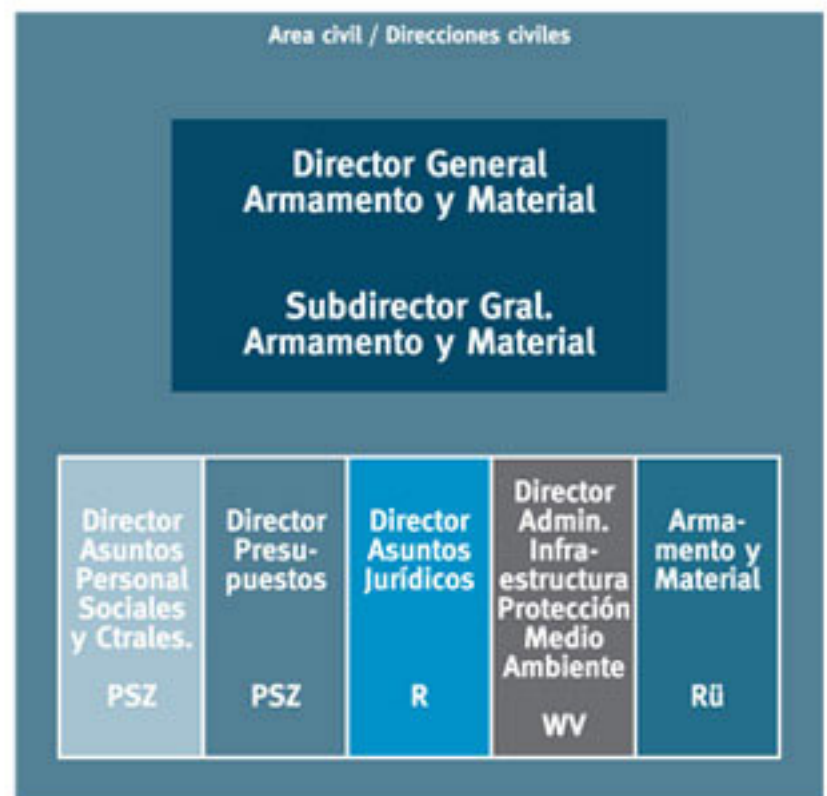 Area civil / Direcciones civiles
Director General
Armamento y Material
Subdirector Gral.
Armamento y Material
Director
Asuntos
Personal
Sociales
y Ctrales.
PSZ
Director
Presu-
puestos
PSZ
Director
Asuntos
Jurídicos
R
Director
Admin.
Infra-
estructura
Protección
Medio
Ambiente
WV
Arma-
mento y
Material
Rü